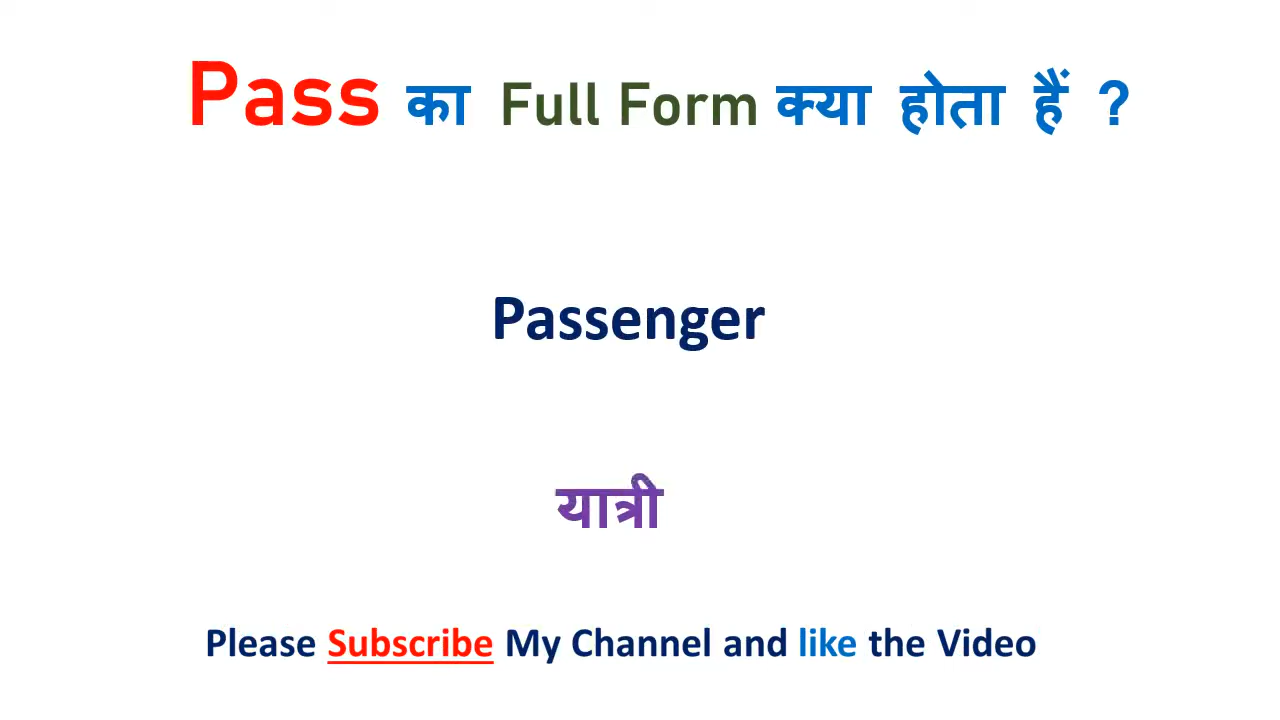 Pass का Full Form क्या होता हैं ?
Passenger
यात्री
Please Subscribe My Channel and like the Video